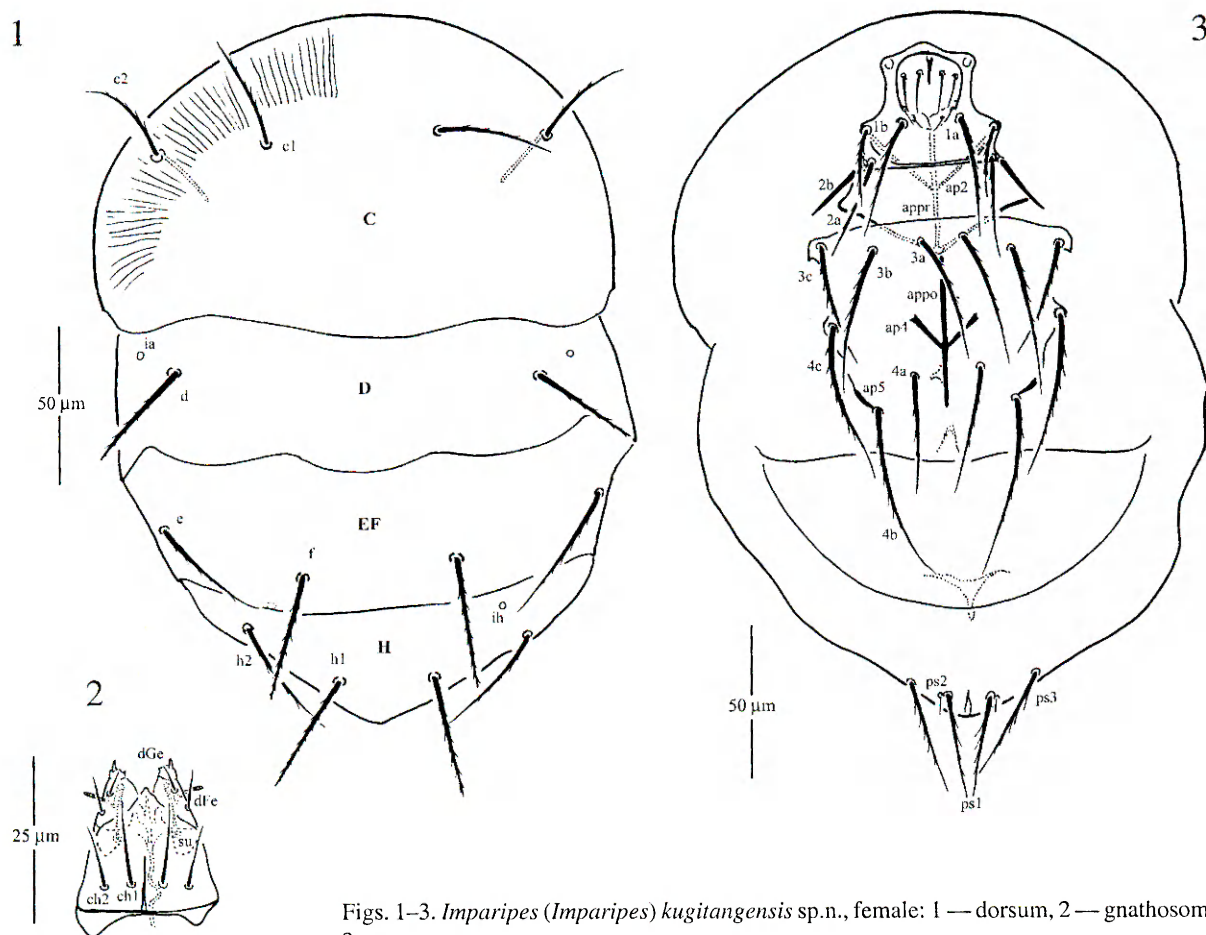 1
c2
c1
C
ia
d
D
50 µm
e
f
EF
ih
h2
h1
H
2
dGe
dFe
25 µm
su
ch2
ch1
3
1b
1a
2b
ap2
appr
2a
3a
3c
3b
appo
ap4
4c
4a
ap5
4b
50 µm
ps2
ps3
ps1
Figs. 1–3. Imparipes (Imparipes) kugitangensis sp.n., female: 1 — dorsum, 2 — gnathosom